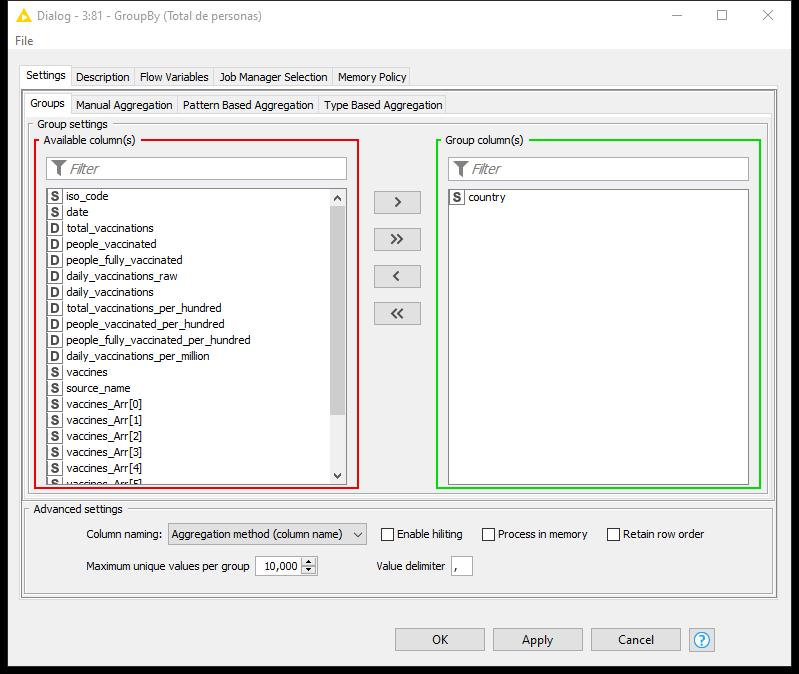 Dialog - 3:81 - GroupBy (Total de personas)
File
Settings Description Flow Variables Job Manager Selection Memory Policy
Groups Manual Aggregation Pattern Based Aggregation Type Based Aggregation
Group settings
Available column(s) Group column(s)
Filter Filter
S iso_code S country
S date
D total_vaccinations
D people_vaccinated
D people_fully_vaccinated
D daily_vaccinations_raw
D daily_vaccinations
D total_vaccinations_per_hundred
D people_vaccinated_per_hundred
D people_fully_vaccinated_per_hundred
D daily_vaccinations_per_million
S vaccines
S source_name
S vaccines_Arr[0]
S vaccines_Arr[1]
S vaccines_Arr[2]
S vaccines_Arr[3]
S vaccines_Arr[4]
S vaccines_Arr[5]
>
>>
<
<<
Advanced settings
Column naming: Aggregation method (column name) Enable hiliting Process in memory Retain row order
Maximum unique values per group 10,000 Value delimiter ,
OK Apply Cancel ?